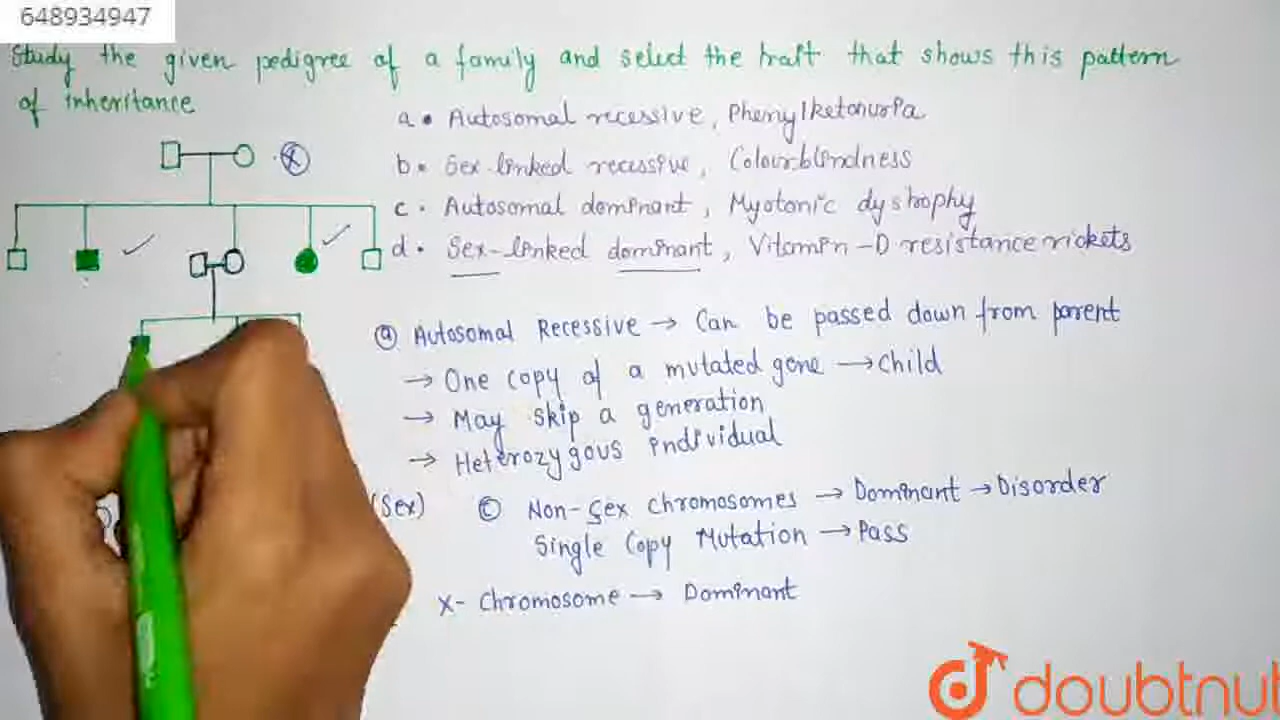 648934947
Study the given pedigree of a family and select the trait that shows this pattern
of inheritance
a. Autosomal recessive, Phenylketonuria
b. Sex-linked recessive, Colourblindness
c. Autosomal dominant, Myotonic dystrophy
d. Sex-linked dominant, Vitamin-D resistance rickets
ⓐ Autosomal Recessive → Can be passed down from parent
→ One copy of a mutated gene → child
→ May skip a generation
→ Heterozygous individual
(Sex)
ⓒ Non-Sex chromosomes → Dominant → Disorder
Single Copy Mutation → Pass
X- Chromosome → Dominant
doubtnut